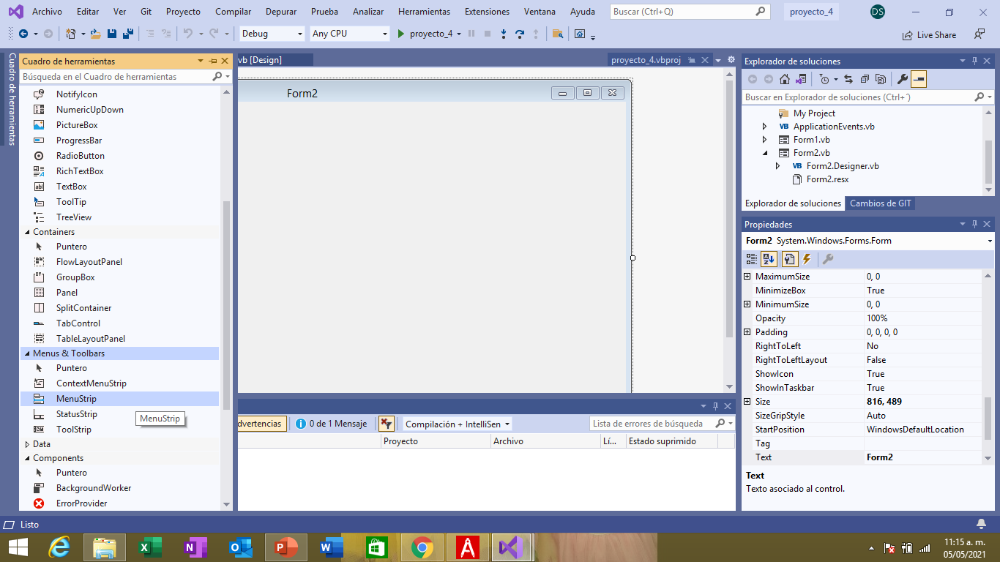 Archivo Editar Ver Git Proyecto Compilar Depurar Prueba Analizar Herramientas Extensiones Ventana Ayuda Buscar (Ctrl+Q) proyecto_4 DS
Debug Any CPU proyecto_4 Live Share
Cuadro de herramientas
Cuadro de herramientas
Búsqueda en el Cuadro de herramientas
NotifyIcon
NumericUpDown
PictureBox
ProgressBar
RadioButton
RichTextBox
TextBox
ToolTip
TreeView
Containers
Puntero
FlowLayoutPanel
GroupBox
Panel
SplitContainer
TabControl
TableLayoutPanel
Menus & Toolbars
Puntero
ContextMenuStrip
MenuStrip
StatusStrip
MenuStrip
ToolStrip
Data
Components
Puntero
BackgroundWorker
ErrorProvider
vb [Design] proyecto_4.vbproj
Form2
dvertencias 0 de 1 Mensaje Compilación + IntelliSen Lista de errores de búsqueda
Proyecto Archivo Lí... Estado suprimido
Explorador de soluciones
Buscar en Explorador de soluciones (Ctrl+´)
My Project
VB ApplicationEvents.vb
Form1.vb
Form2.vb
VB Form2.Designer.vb
Form2.resx
Explorador de soluciones Cambios de GIT
Propiedades
Form2 System.Windows.Forms.Form
MaximumSize 0, 0
MinimizeBox True
MinimumSize 0, 0
Opacity 100%
Padding 0, 0, 0, 0
RightToLeft No
RightToLeftLayout False
ShowIcon True
ShowInTaskbar True
Size 816, 489
SizeGripStyle Auto
StartPosition WindowsDefaultLocation
Tag
Text Form2
Text
Texto asociado al control.
Listo
11:15 a. m.
05/05/2021